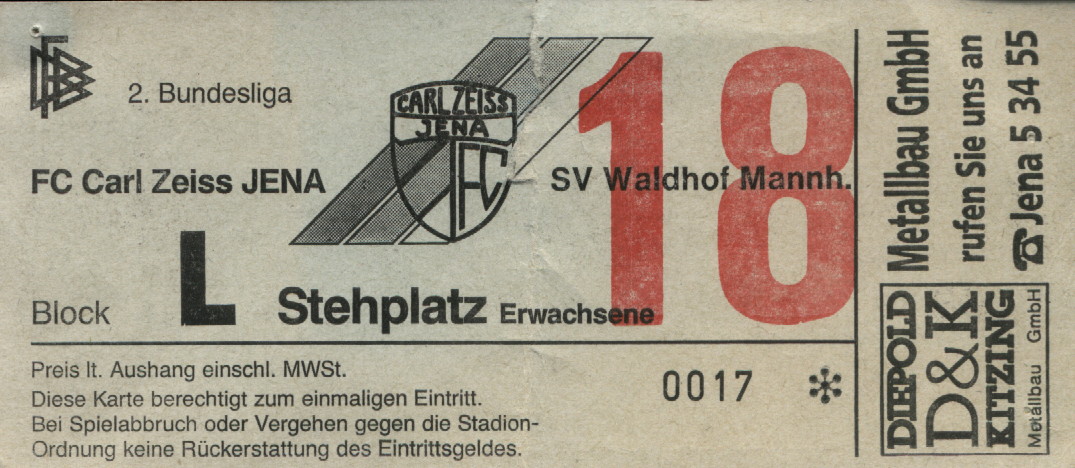 DFB
2. Bundesliga
CARL ZEISS
JENA
FC
18
FC Carl Zeiss JENA
SV Waldhof Mannh.
Block L Stehplatz Erwachsene
Preis lt. Aushang einschl. MWSt.
Diese Karte berechtigt zum einmaligen Eintritt.
Bei Spielabbruch oder Vergehen gegen die Stadion-
Ordnung keine Rückerstattung des Eintrittsgeldes.
0017 *
Metallbau GmbH
rufen Sie uns an
☎ Jena 5 34 55
DIEPOLD
D&K
KITZING
Metallbau GmbH